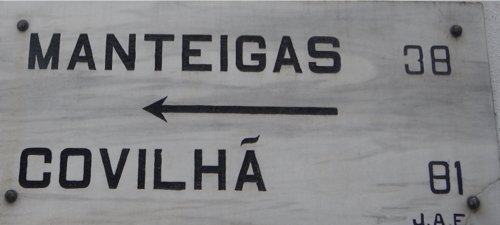 MANTEIGAS 38
COVILHÃ 81
J.A.E.